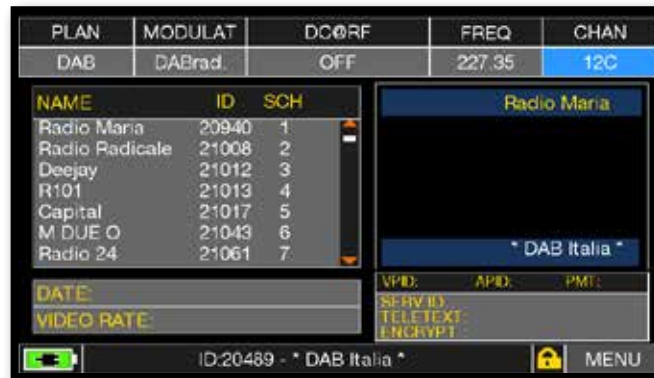 PLAN MODULAT DC@RF FREQ CHAN
DAB DABrad. OFF 227.35 12C
NAME ID SCH
Radio Maria 20940 1
Radio Radicale 21008 2
Deejay 21012 3
R101 21013 4
Capital 21017 5
M DUE O 21043 6
Radio 24 21061 7
Radio Maria
* DAB Italia *
DATE:
VIDEO RATE:
VPID: APID: PMT:
SERV ID:
TELETEXT:
ENCRYPT:
ID:20489 - * DAB Italia *
MENU